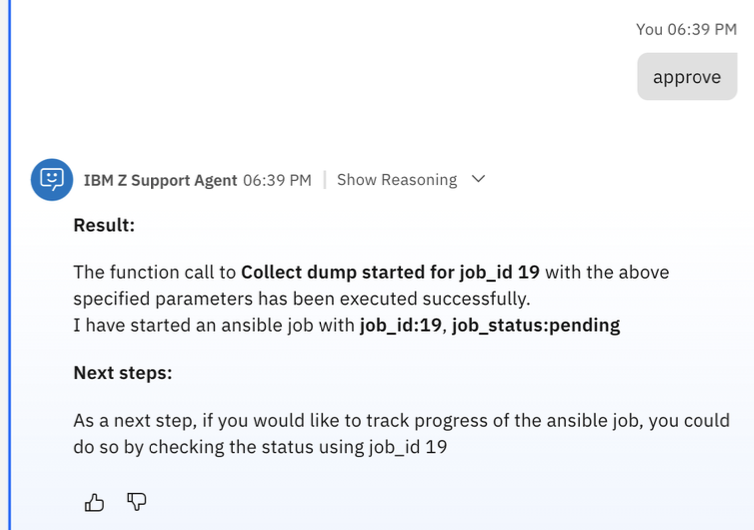 You 06:39 PM
approve
IBM Z Support Agent 06:39 PM | Show Reasoning
Result:
The function call to Collect dump started for job_id 19 with the above
specified parameters has been executed successfully.
I have started an ansible job with job_id:19, job_status:pending
Next steps:
As a next step, if you would like to track progress of the ansible job, you could
do so by checking the status using job_id 19